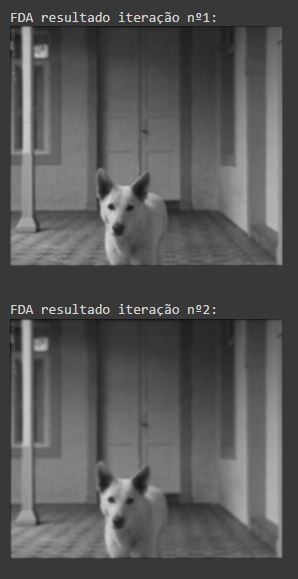 FDA resultado iteração nº1:
FDA resultado iteração nº2: